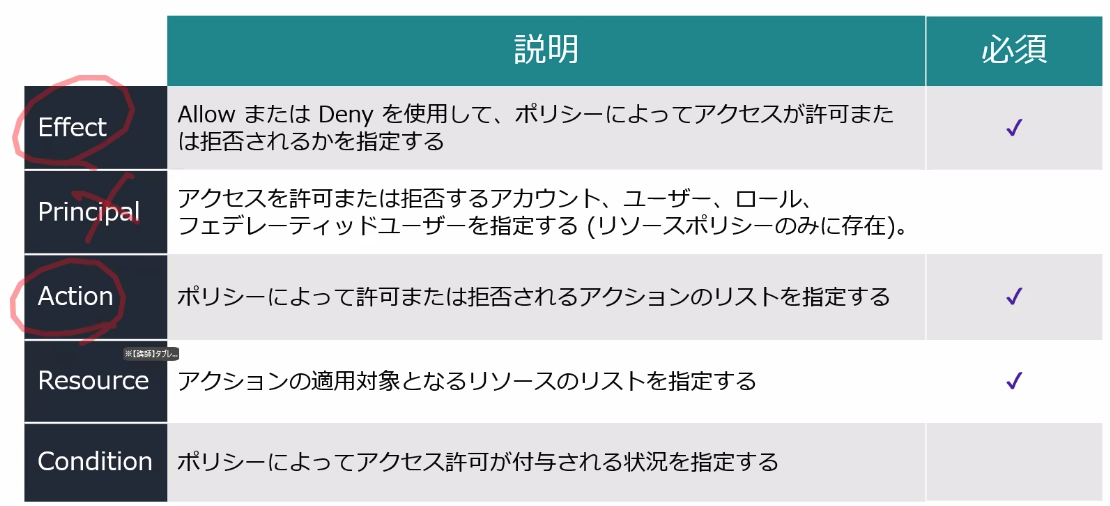 説明 必須
Effect
Allow または Deny を使用して、ポリシーによってアクセスが許可また
は拒否されるかを指定する
✓
Principal
アクセスを許可または拒否するアカウント、ユーザー、ロール、
フェデレーティッドユーザーを指定する (リソースポリシーのみに存在)。
Action
ポリシーによって許可または拒否されるアクションのリストを指定する
✓
※【講師】タブレ...
Resource
アクションの適用対象となるリソースのリストを指定する
✓
Condition
ポリシーによってアクセス許可が付与される状況を指定する